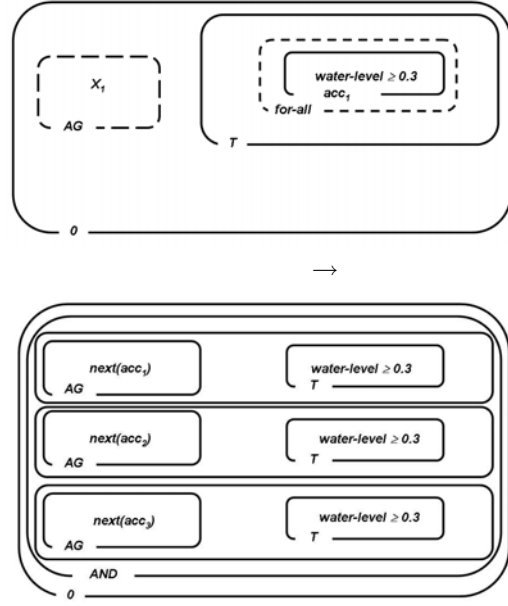 X₁
water-level ≥ 0.3
acc₁
for-all
AG
T
0
→
next(acc₁)
water-level ≥ 0.3
AG
T
next(acc₂)
water-level ≥ 0.3
AG
T
next(acc₃)
water-level ≥ 0.3
AG
T
AND
0